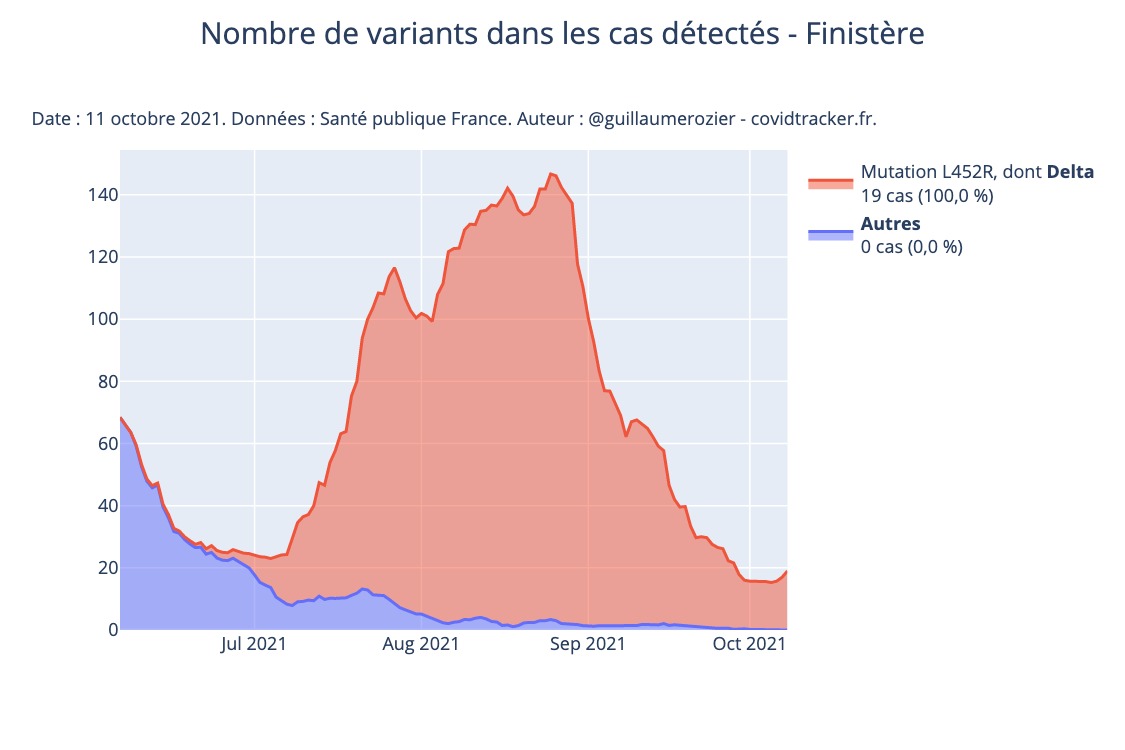 Nombre de variants dans les cas détectés - Finistère
Date : 11 octobre 2021. Données : Santé publique France. Auteur : @guillaumerozier - covidtracker.fr.
Mutation L452R, dont Delta
19 cas (100,0 %)
Autres
0 cas (0,0 %)
140
120
100
80
60
40
20
0
Jul 2021
Aug 2021
Sep 2021
Oct 2021